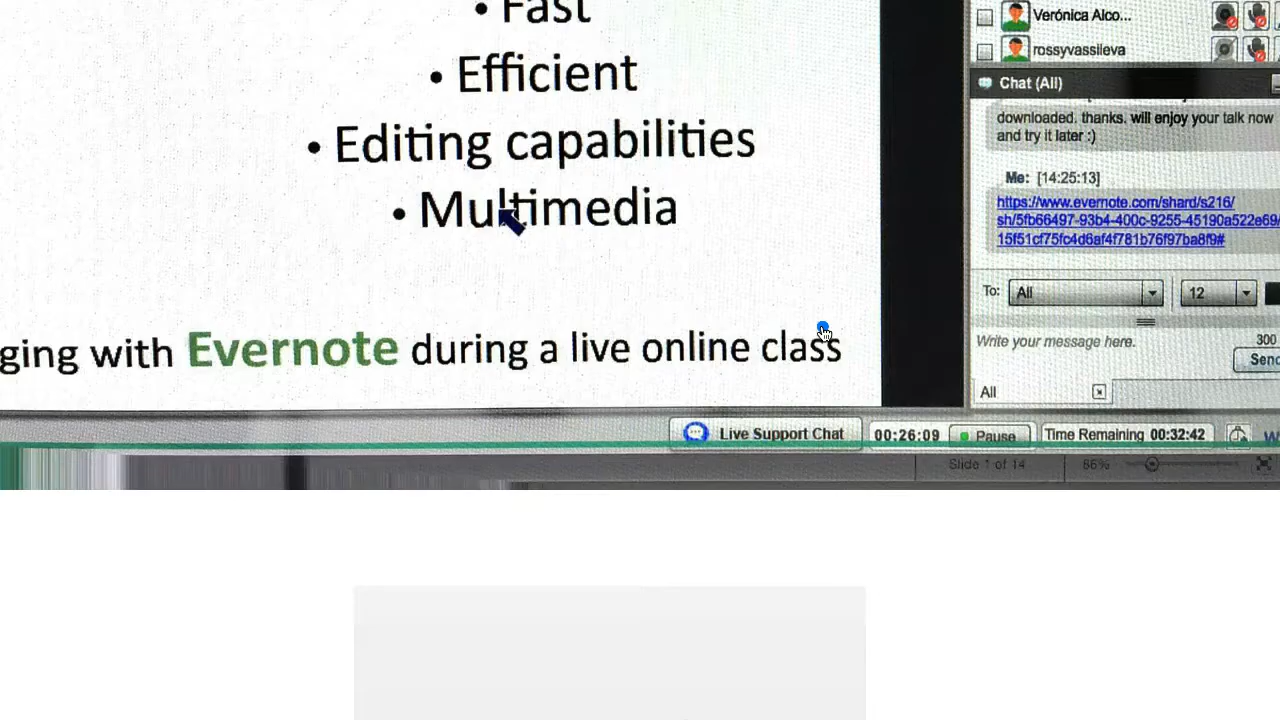 • Fast
• Efficient
• Editing capabilities
• Multimedia
ging with Evernote during a live online class
Verónica Alco...
rossyvassileva
Chat (All)
downloaded. thanks. will enjoy your talk now
and try it later :)
Me: [14:25:13]
https://www.evernote.com/shard/s216/
sh/5fb66497-93b4-400c-9255-45190a522e69/
15f51cf75fc4d6af4f781b76f97ba8f9#
To: All 12
Write your message here. 300
Send
All
Live Support Chat 00:26:09 Pause Time Remaining 00:32:42
Slide 1 of 14 66%